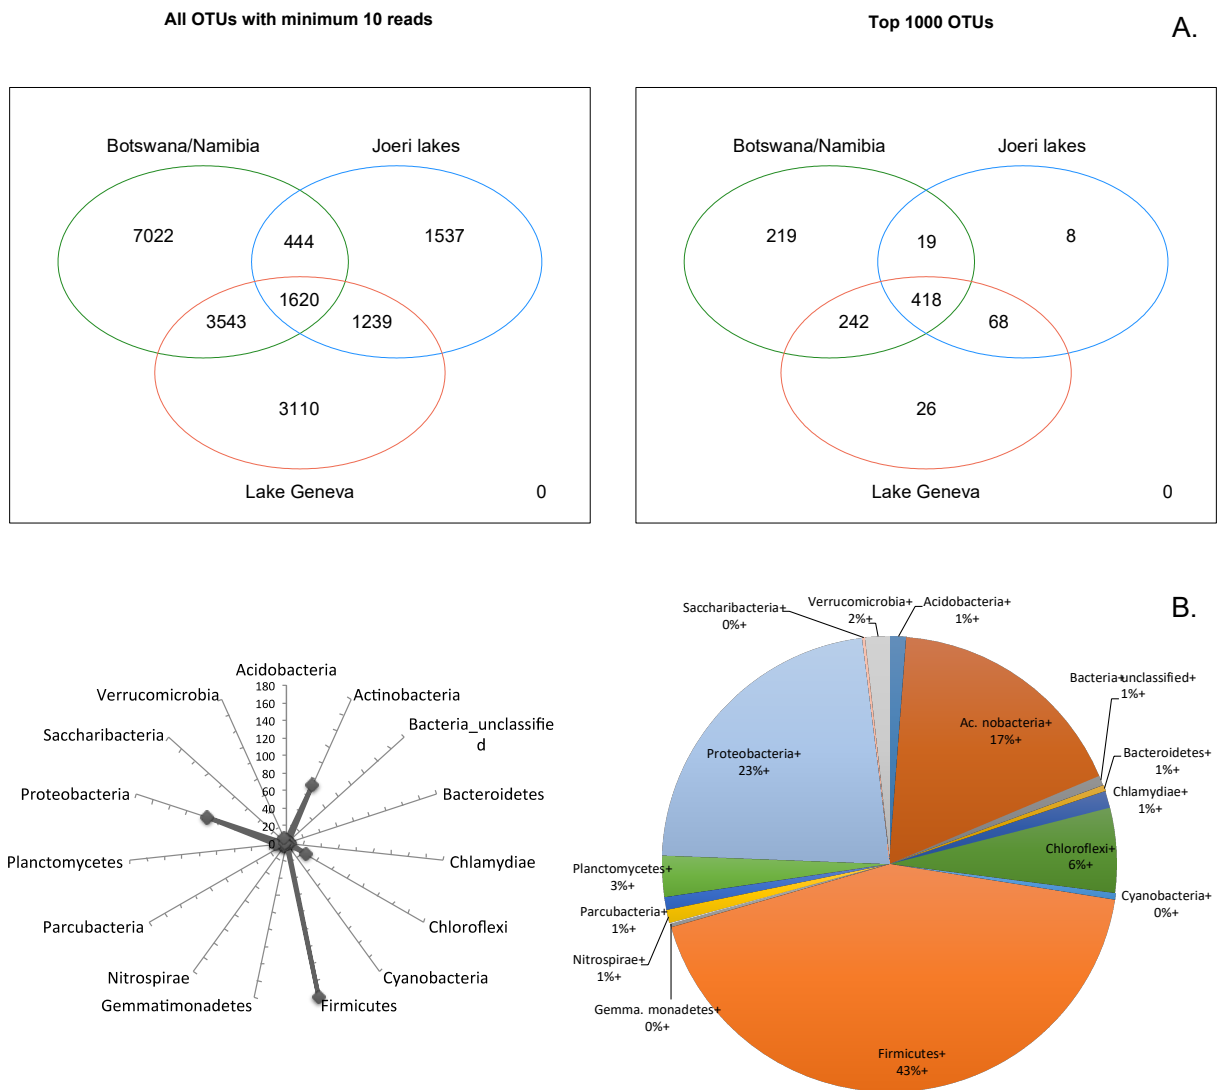 All OTUs with minimum 10 reads
Top 1000 OTUs
A.
Botswana/Namibia
Joeri lakes
7022
444
1537
1620
3543
1239
3110
Lake Geneva
0
Botswana/Namibia
Joeri lakes
219
19
8
418
242
68
26
Lake Geneva
0
Acidobacteria
180
160
140
120
100
80
60
40
20
0
Actinobacteria
Bacteria_unclassifie
d
Bacteroidetes
Chlamydiae
Chloroflexi
Cyanobacteria
Firmicutes
Gemmatimonadetes
Nitrospirae
Parcubacteria
Planctomycetes
Proteobacteria
Saccharibacteria
Verrucomicrobia
B.
Saccharibacteria+
0%+
Verrucomicrobia+
2%+
Acidobacteria+
1%+
Ac. nobacteria+
17%+
Bacteria+unclassified+
1%+
Bacteroidetes+
1%+
Chlamydiae+
1%+
Chloroflexi+
6%+
Cyanobacteria+
0%+
Firmicutes+
43%+
Gemma. monadetes+
0%+
Nitrospirae+
1%+
Parcubacteria+
1%+
Planctomycetes+
3%+
Proteobacteria+
23%+